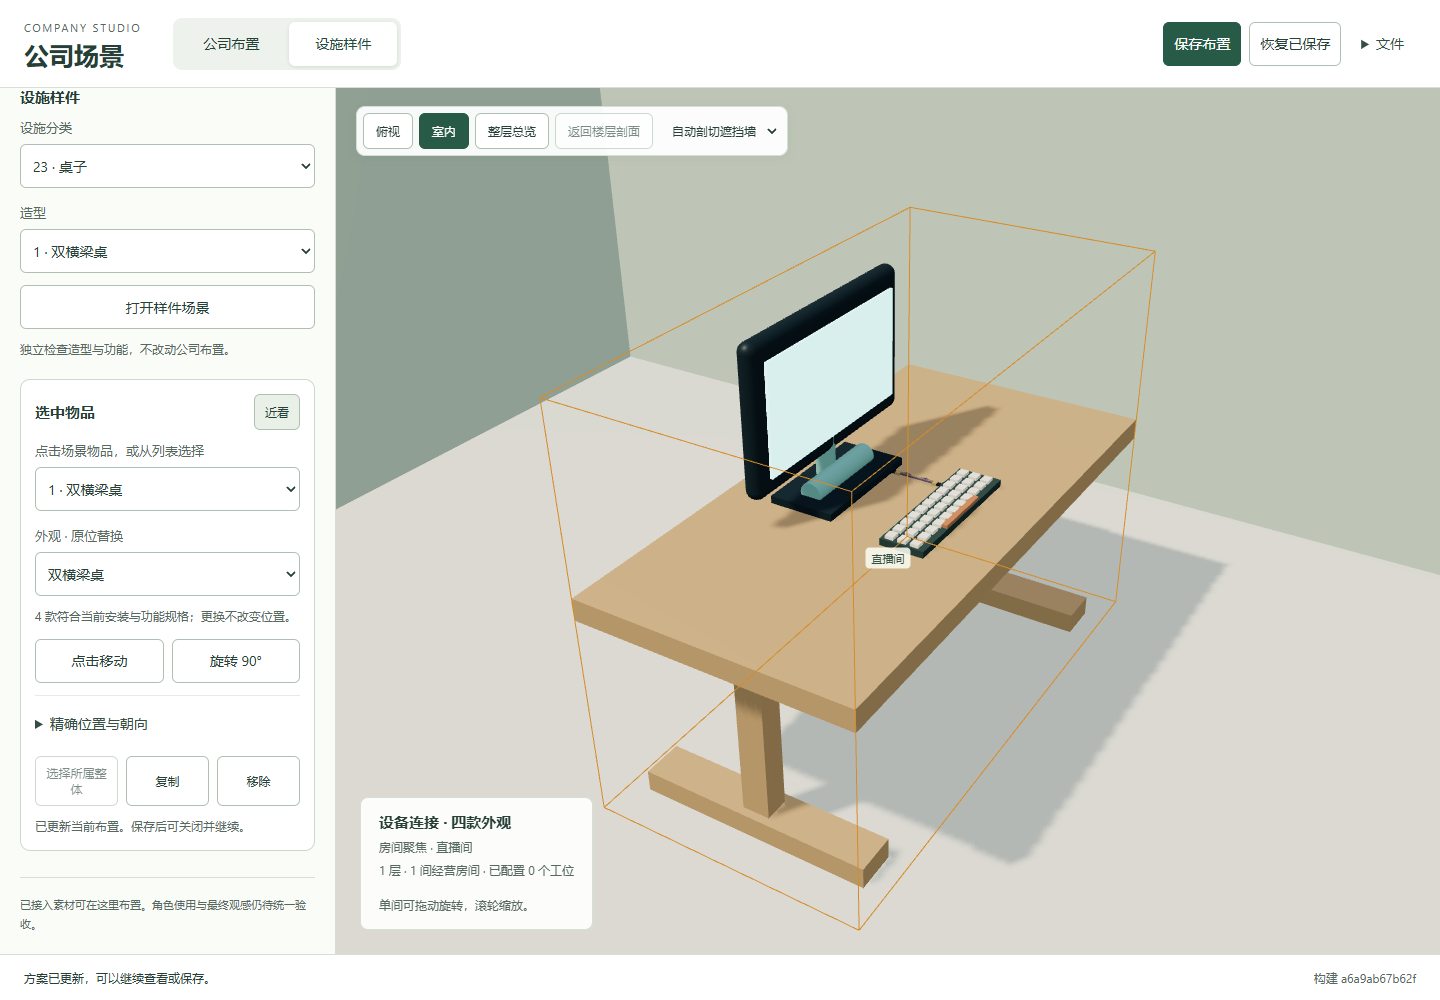 COMPANY STUDIO
公司场景
公司布置
设施样件
保存布置
恢复已保存
▶ 文件
设施样件
设施分类
23 · 桌子
造型
1 · 双横梁桌
打开样件场景
独立检查造型与功能，不改动公司布置。
选中物品
近看
点击场景物品，或从列表选择
1 · 双横梁桌
外观 · 原位替换
双横梁桌
4 款符合当前安装与功能规格；更换不改变位置。
点击移动
旋转 90°
▶ 精确位置与朝向
选择所属整
体
复制
移除
已更新当前布置。保存后可关闭并继续。
已接入素材可在这里布置。角色使用与最终观感仍待统一验
收。
俯视
室内
整层总览
返回楼层剖面
自动剖切遮挡墙
直播间
设备连接 · 四款外观
房间聚焦 · 直播间
1 层 · 1 间经营房间 · 已配置 0 个工位
单间可拖动旋转，滚轮缩放。
方案已更新，可以继续查看或保存。
构建 a6a9ab67b62f